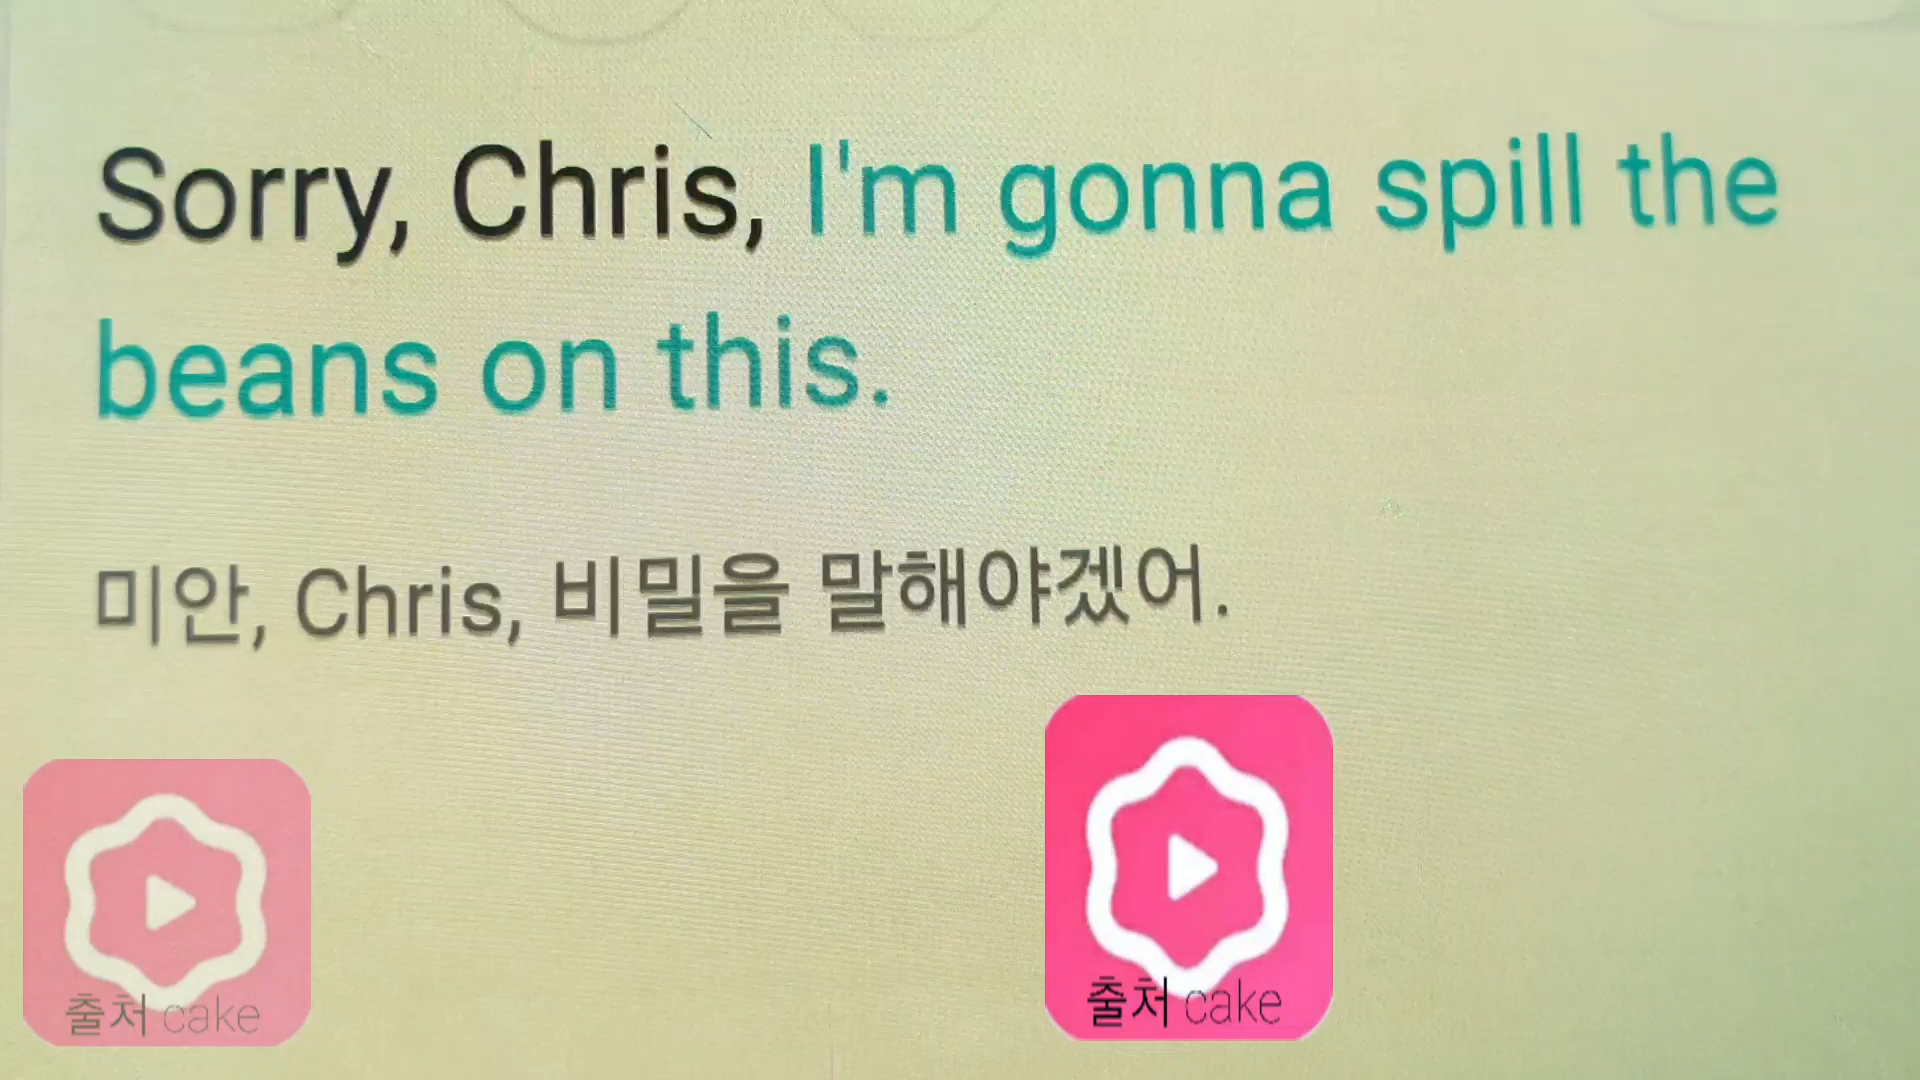 Sorry, Chris, I'm gonna spill the
beans on this.
미안, Chris, 비밀을 말해야겠어.
출처 cake
출처 cake